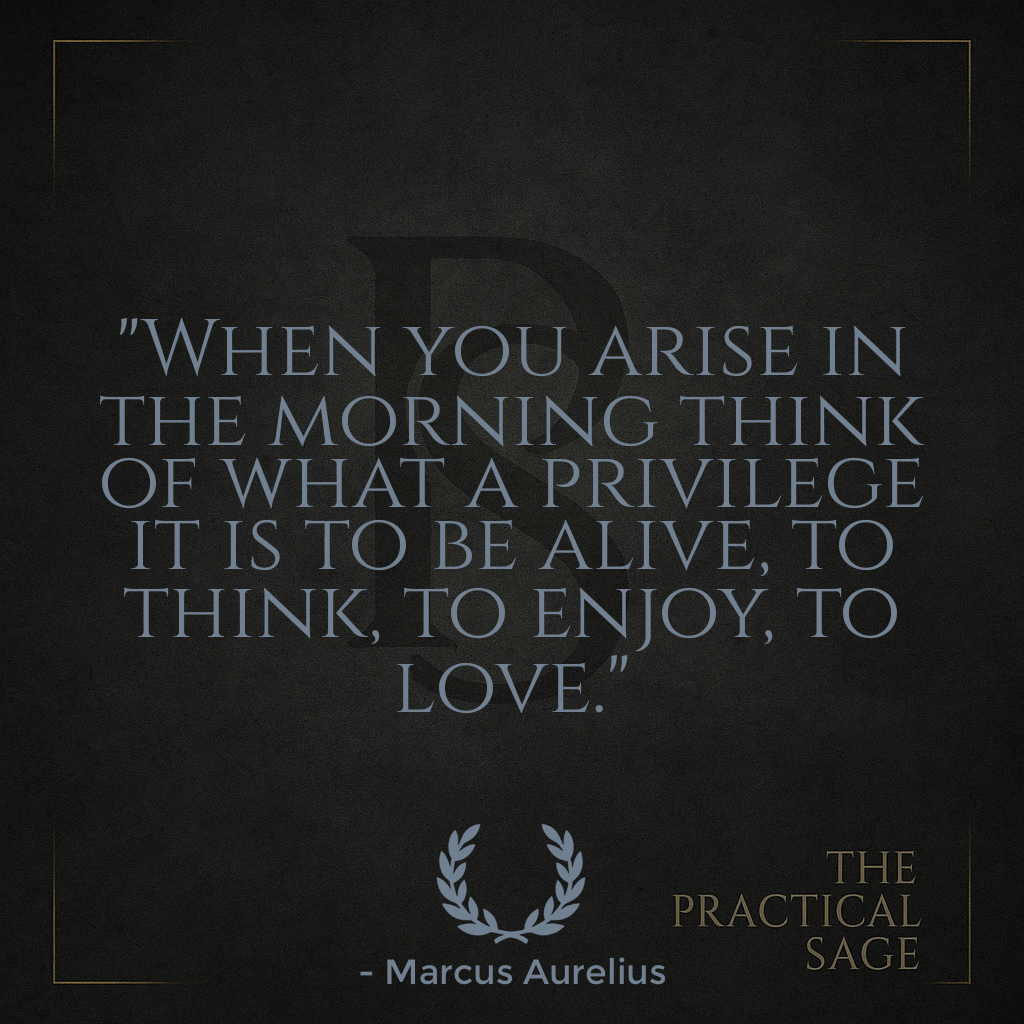 "When you arise in
the morning think
of what a privilege
it is to be alive, to
think, to enjoy, to
love."
- Marcus Aurelius
THE
PRACTICAL
SAGE
PS